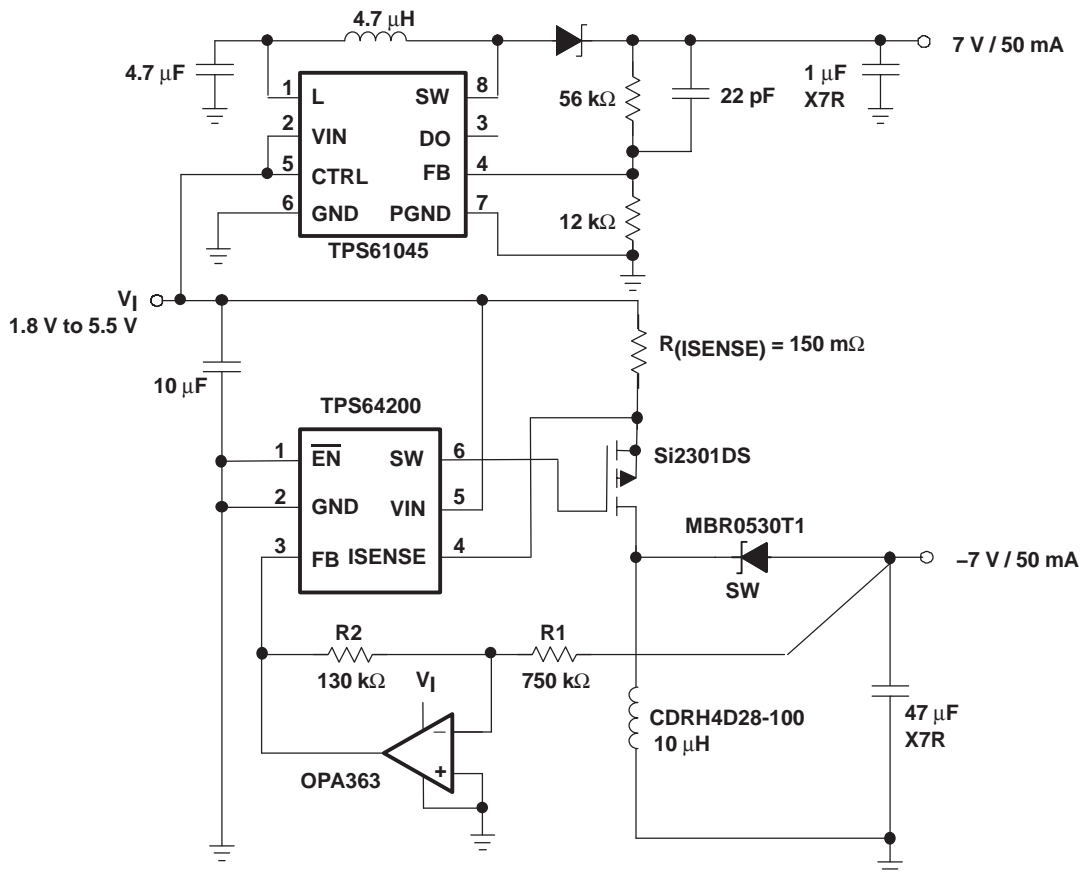 4.7 μH
7 V / 50 mA
4.7 μF
1 μF
X7R
56 kΩ
22 pF
1 L SW 8
2 VIN DO 3
5 CTRL FB 4
6 GND PGND 7
12 kΩ
TPS61045
VI
1.8 V to 5.5 V
R(ISENSE) = 150 mΩ
10 μF
TPS64200
1 EN SW 6
Si2301DS
2 GND VIN 5
MBR0530T1
3 FB ISENSE 4
–7 V / 50 mA
SW
R2
R1
130 kΩ
750 kΩ
VI
CDRH4D28-100
10 μH
47 μF
X7R
–
+
OPA363